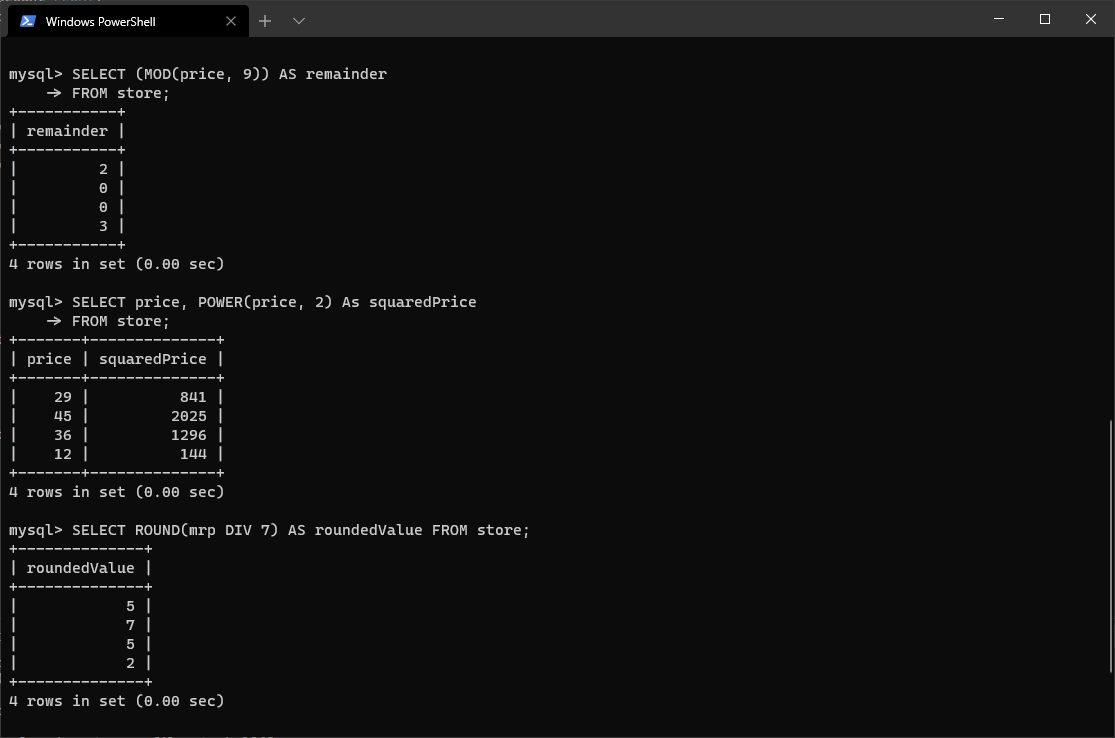 Windows PowerShell
mysql> SELECT (MOD(price, 9)) AS remainder
    -> FROM store;
+-----------+
| remainder |
+-----------+
|         2 |
|         0 |
|         0 |
|         3 |
+-----------+
4 rows in set (0.00 sec)
mysql> SELECT price, POWER(price, 2) As squaredPrice
    -> FROM store;
+-------+--------------+
| price | squaredPrice |
+-------+--------------+
|    29 |          841 |
|    45 |         2025 |
|    36 |         1296 |
|    12 |          144 |
+-------+--------------+
4 rows in set (0.00 sec)
mysql> SELECT ROUND(mrp DIV 7) AS roundedValue FROM store;
+--------------+
| roundedValue |
+--------------+
|            5 |
|            7 |
|            5 |
|            2 |
+--------------+
4 rows in set (0.00 sec)